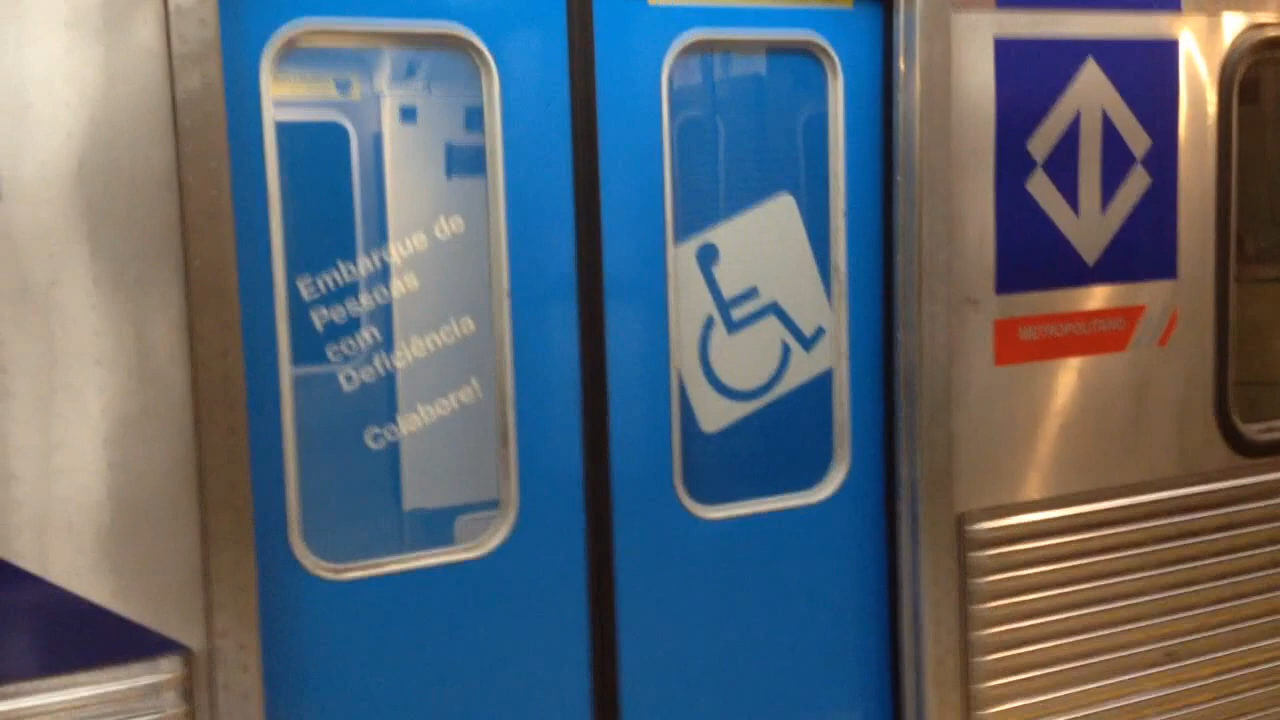 Embarque de
Pessoas
com
Deficiência
Colabore!
METROPOLITANO